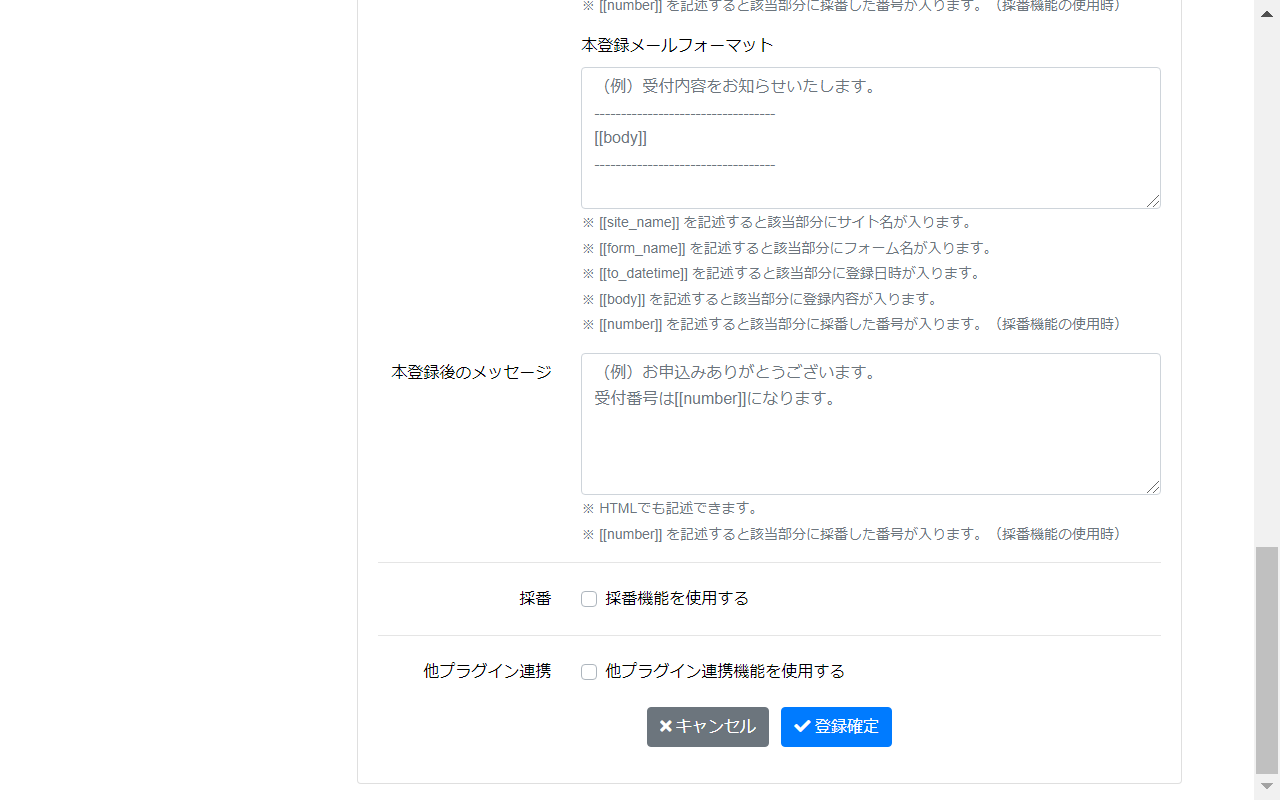 ※ [[number]] を記述すると該当部分に採番した番号が入ります。（採番機能の使用時）
本登録メールフォーマット
（例）受付内容をお知らせいたします。
----------------------------------
[[body]]
----------------------------------
※ [[site_name]] を記述すると該当部分にサイト名が入ります。
※ [[form_name]] を記述すると該当部分にフォーム名が入ります。
※ [[to_datetime]] を記述すると該当部分に登録日時が入ります。
※ [[body]] を記述すると該当部分に登録内容が入ります。
※ [[number]] を記述すると該当部分に採番した番号が入ります。（採番機能の使用時）
本登録後のメッセージ
（例）お申込みありがとうございます。
受付番号は[[number]]になります。
※ HTMLでも記述できます。
※ [[number]] を記述すると該当部分に採番した番号が入ります。（採番機能の使用時）
採番
採番機能を使用する
他プラグイン連携
他プラグイン連携機能を使用する
キャンセル
登録確定